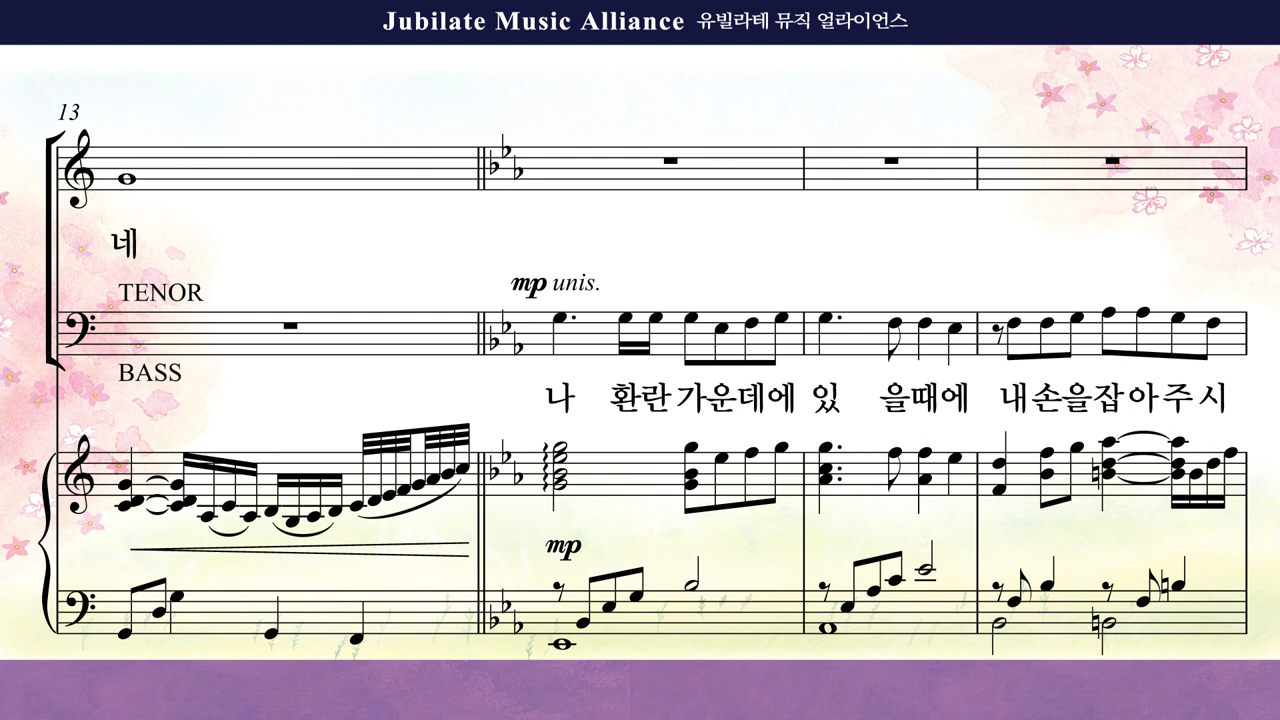 Jubilate Music Alliance 유빌라테 뮤직 얼라이언스
13
네
TENOR
mp unis.
BASS
나 환란 가운데에 있 을때에 내손을잡아주시
mp